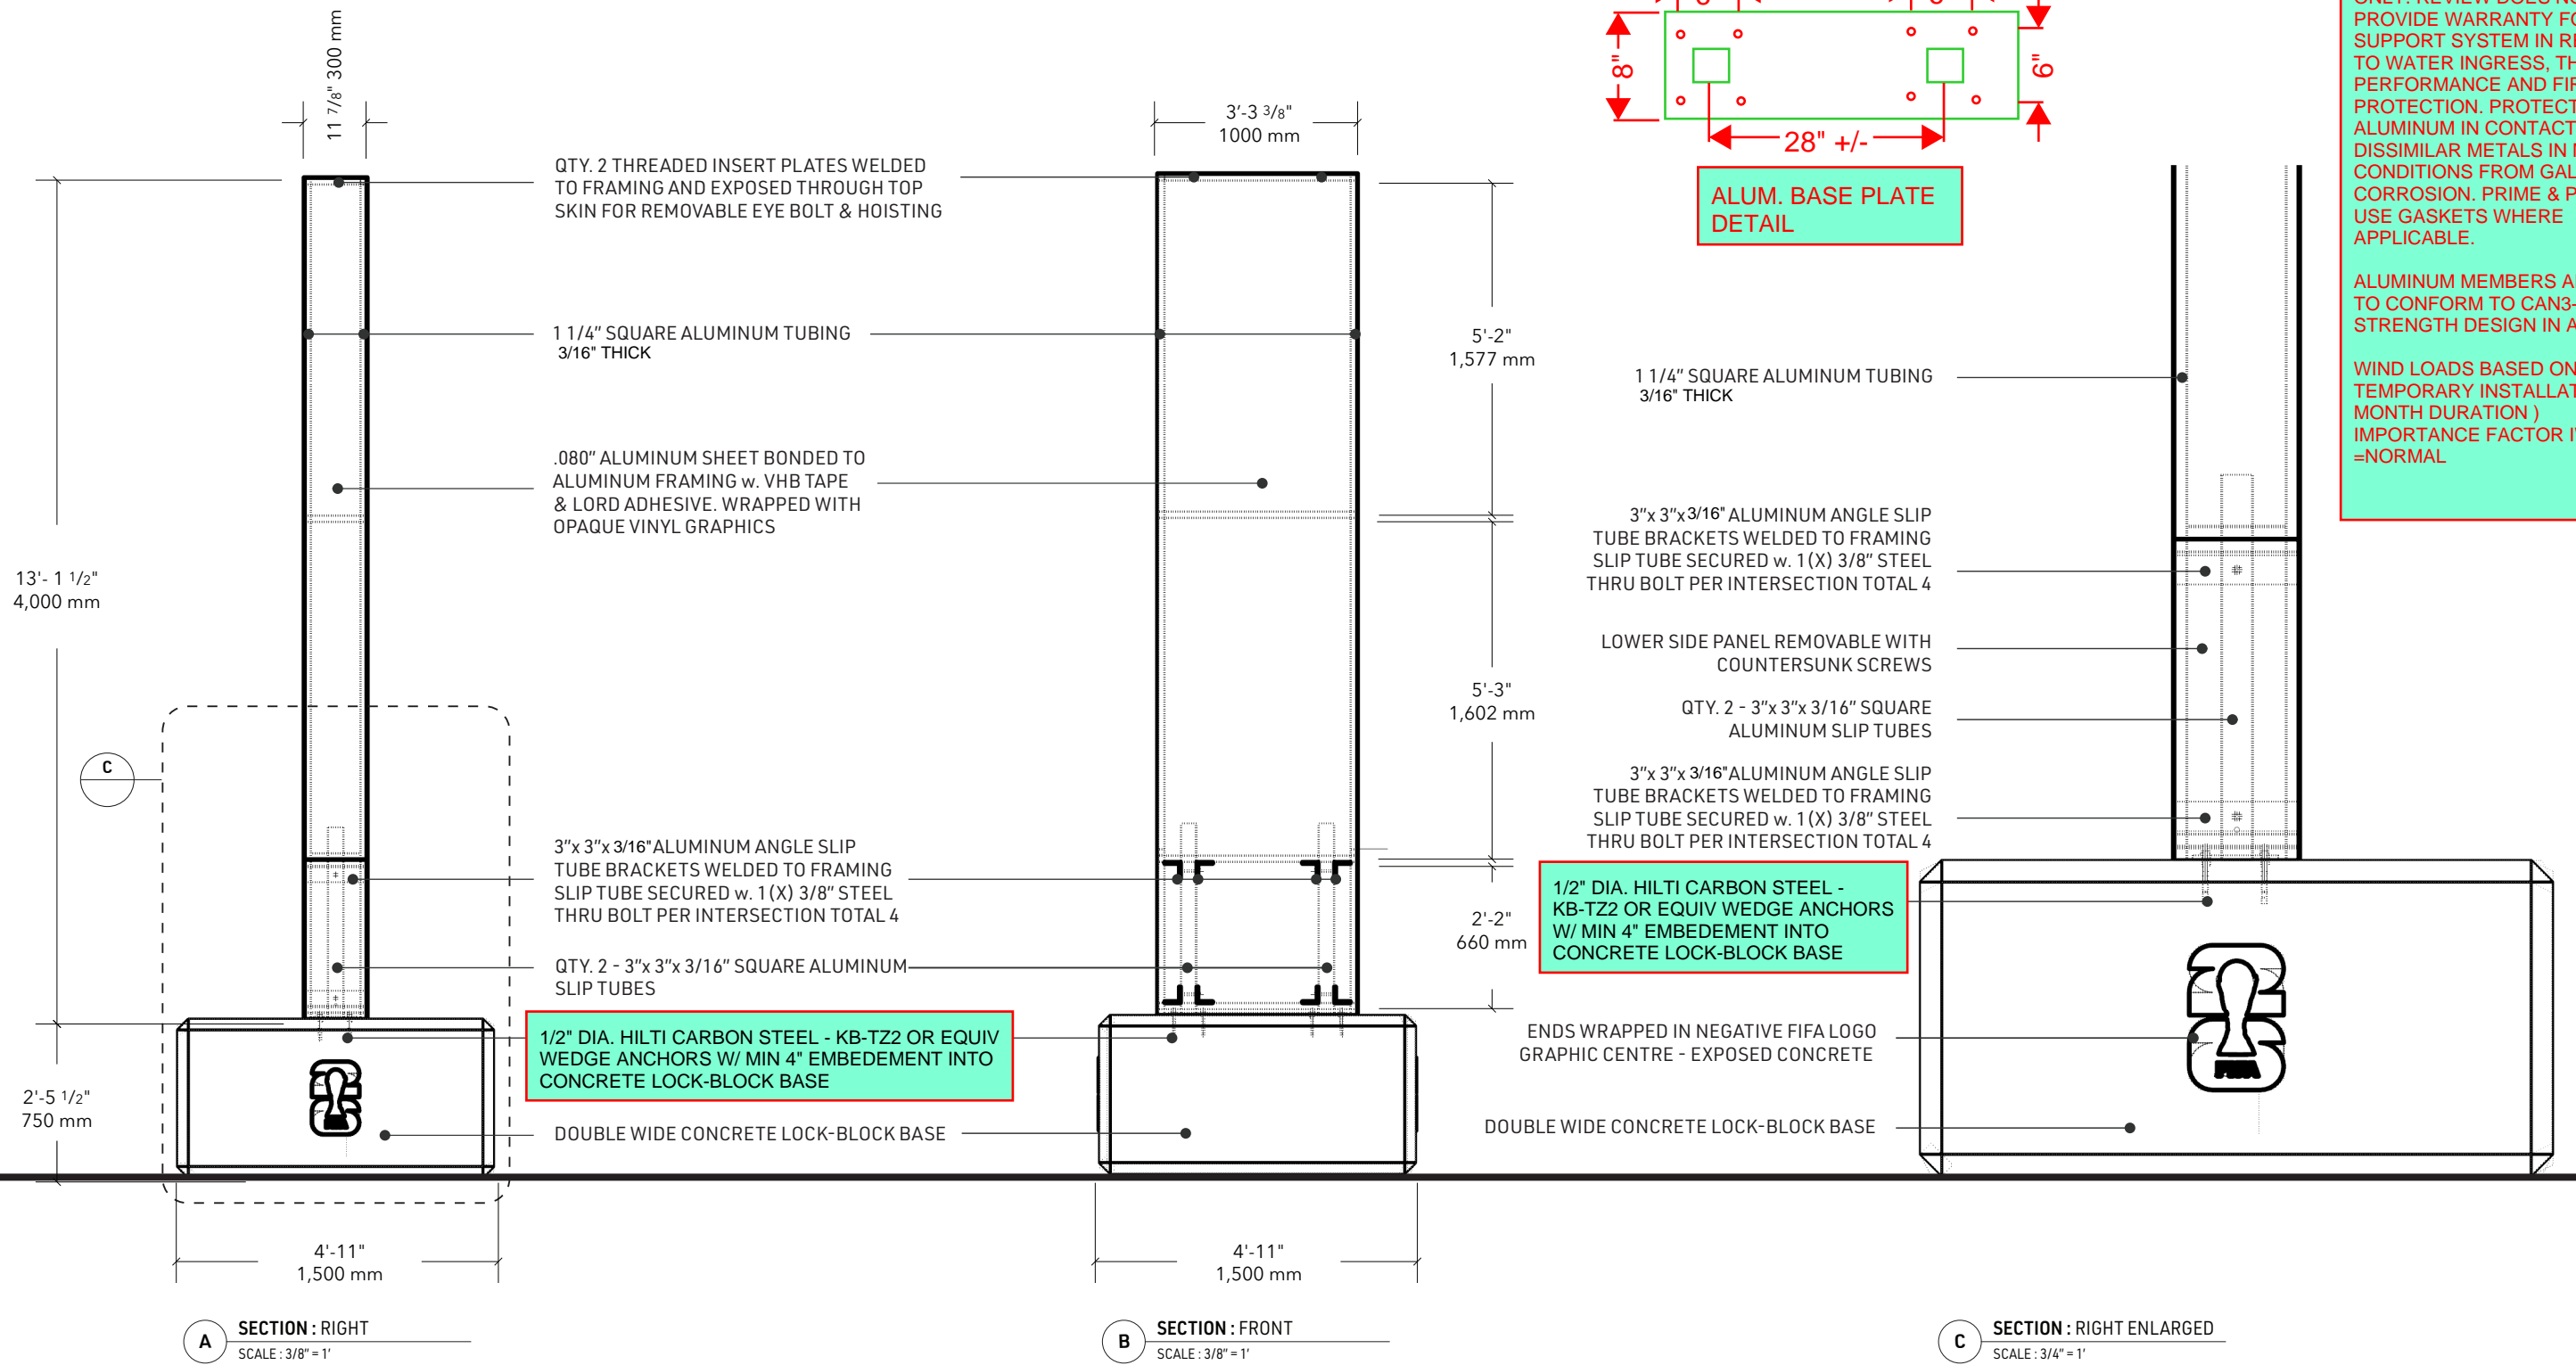 11 7/8" 300 mm
13'- 1 1/2"
4,000 mm
2'-5 1/2"
750 mm
C
4'-11"
1,500 mm
A
SECTION : RIGHT
SCALE : 3/8" = 1'
QTY. 2 THREADED INSERT PLATES WELDED
TO FRAMING AND EXPOSED THROUGH TOP
SKIN FOR REMOVABLE EYE BOLT & HOISTING
1 1/4" SQUARE ALUMINUM TUBING
3/16" THICK
.080" ALUMINUM SHEET BONDED TO
ALUMINUM FRAMING w. VHB TAPE
& LORD ADHESIVE. WRAPPED WITH
OPAQUE VINYL GRAPHICS
3"x 3"x 3/16" ALUMINUM ANGLE SLIP
TUBE BRACKETS WELDED TO FRAMING
SLIP TUBE SECURED w. 1(X) 3/8" STEEL
THRU BOLT PER INTERSECTION TOTAL 4
QTY. 2 - 3"x 3"x 3/16" SQUARE ALUMINUM
SLIP TUBES
1/2" DIA. HILTI CARBON STEEL - KB-TZ2 OR EQUIV
WEDGE ANCHORS W/ MIN 4" EMBEDEMENT INTO
CONCRETE LOCK-BLOCK BASE
DOUBLE WIDE CONCRETE LOCK-BLOCK BASE
3'-3 3/8"
1000 mm
5'-2"
1,577 mm
5'-3"
1,602 mm
2'-2"
660 mm
4'-11"
1,500 mm
B
SECTION : FRONT
SCALE : 3/8" = 1'
8"
6"
28" +/-
ALUM. BASE PLATE
DETAIL
1 1/4" SQUARE ALUMINUM TUBING
3/16" THICK
3"x 3"x 3/16" ALUMINUM ANGLE SLIP
TUBE BRACKETS WELDED TO FRAMING
SLIP TUBE SECURED w. 1(X) 3/8" STEEL
THRU BOLT PER INTERSECTION TOTAL 4
LOWER SIDE PANEL REMOVABLE WITH
COUNTERSUNK SCREWS
QTY. 2 - 3"x 3"x 3/16" SQUARE
ALUMINUM SLIP TUBES
3"x 3"x 3/16" ALUMINUM ANGLE SLIP
TUBE BRACKETS WELDED TO FRAMING
SLIP TUBE SECURED w. 1(X) 3/8" STEEL
THRU BOLT PER INTERSECTION TOTAL 4
1/2" DIA. HILTI CARBON STEEL -
KB-TZ2 OR EQUIV WEDGE ANCHORS
W/ MIN 4" EMBEDEMENT INTO
CONCRETE LOCK-BLOCK BASE
ENDS WRAPPED IN NEGATIVE FIFA LOGO
GRAPHIC CENTRE - EXPOSED CONCRETE
DOUBLE WIDE CONCRETE LOCK-BLOCK BASE
C
SECTION : RIGHT ENLARGED
SCALE : 3/4" = 1'
ONLY. REVIEW DOES
PROVIDE WARRANTY
SUPPORT SYSTEM IN
TO WATER INGRESS,
PERFORMANCE AND
PROTECTION.
ALUMINUM IN CONTACT
DISSIMILAR METALS IN
CONDITIONS FROM
CORROSION. PRIME &
USE GASKETS WHERE
APPLICABLE.
ALUMINUM MEMBERS
TO CONFORM TO CAN3-
STRENGTH DESIGN IN
WIND LOADS BASED ON
TEMPORARY
MONTH DURATION )
IMPORTANCE FACTOR
=NORMAL